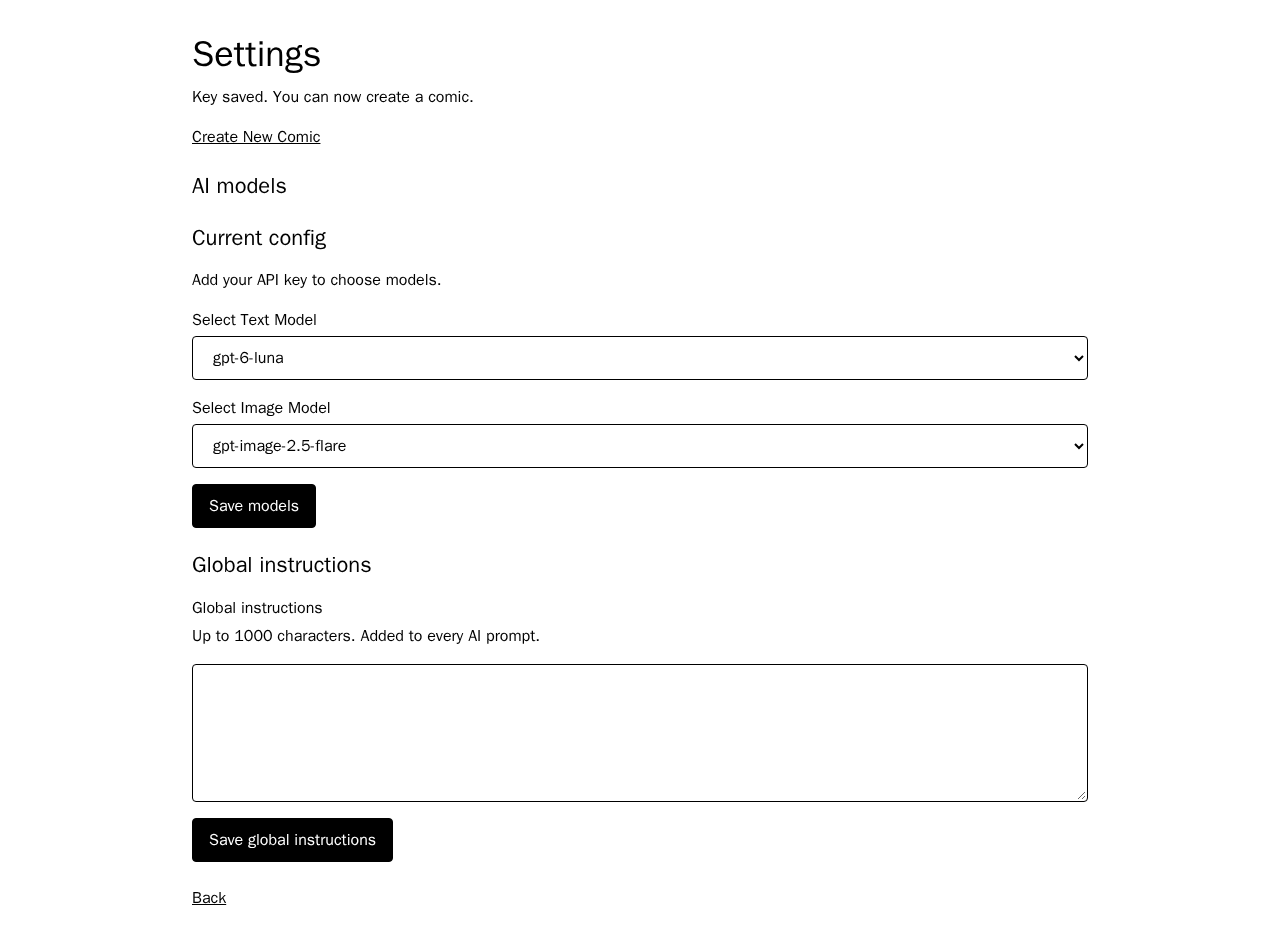 Settings
Key saved. You can now create a comic.
Create New Comic
AI models
Current config
Add your API key to choose models.
Select Text Model
gpt-6-luna
Select Image Model
gpt-image-2.5-flare
Save models
Global instructions
Global instructions
Up to 1000 characters. Added to every AI prompt.
Save global instructions
Back